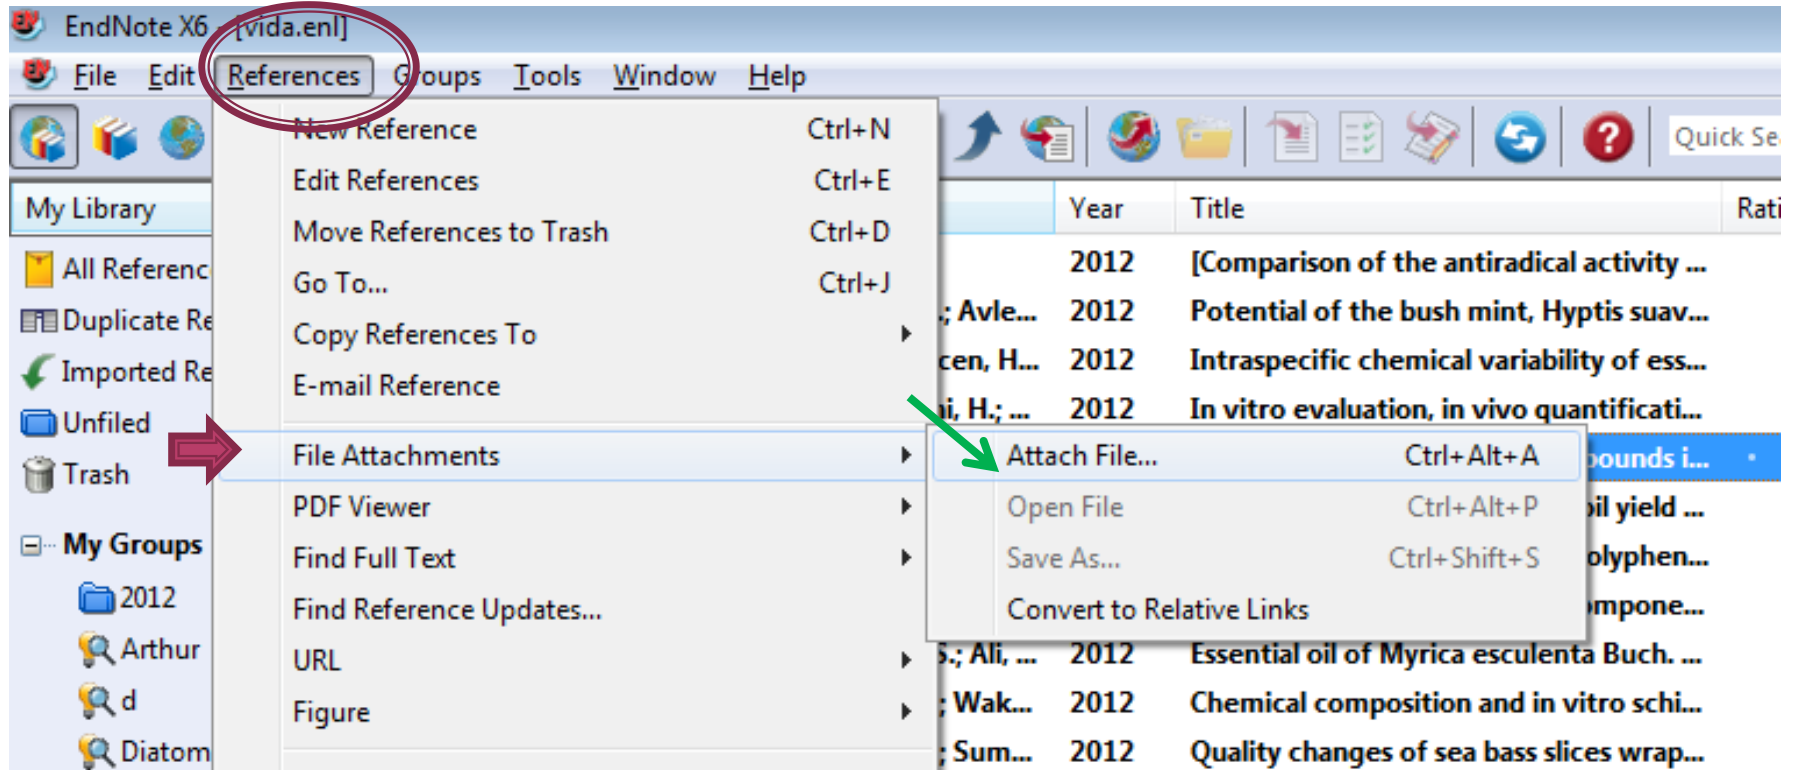 EndNote X6 - [vida.enl]
File Edit References Groups Tools Window Help
New Reference Ctrl+N
Edit References Ctrl+E
Move References to Trash Ctrl+D
Go To... Ctrl+J
Copy References To
E-mail Reference
File Attachments
PDF Viewer
Find Full Text
Find Reference Updates...
URL
Figure
Attach File... Ctrl+Alt+A
Open File Ctrl+Alt+P
Save As... Ctrl+Shift+S
Convert to Relative Links
Quick Se
My Library
All Referenc
Duplicate Re
Imported Re
Unfiled
Trash
My Groups
2012
Arthur
d
Diatom
Year Title Rati
2012 [Comparison of the antiradical activity ...
.; Avle... 2012 Potential of the bush mint, Hyptis suav...
cen, H... 2012 Intraspecific chemical variability of ess...
ni, H.; ... 2012 In vitro evaluation, in vivo quantificati...
pounds i...
oil yield ...
olyphen...
mpone...
S.; Ali, ... 2012 Essential oil of Myrica esculenta Buch. ...
; Wak... 2012 Chemical composition and in vitro schi...
; Sum... 2012 Quality changes of sea bass slices wrap...